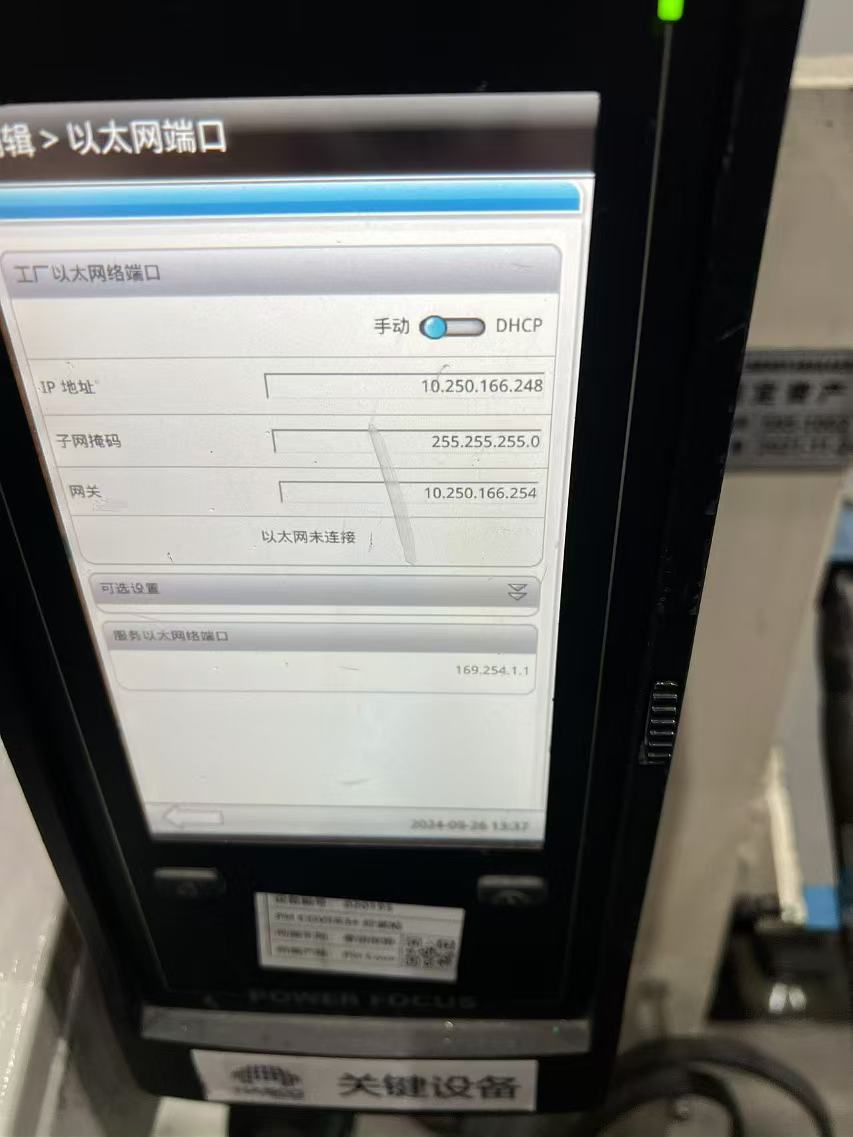 辑 > 以太网端口
工厂以太网络端口
手动 DHCP
IP 地址 10.250.166.248
子网掩码 255.255.255.0
网关 10.250.166.254
以太网未连接
可选设置
服务以太网络端口
169.254.1.1
2024-09-26 13:37
POWER FOCUS
关键设备